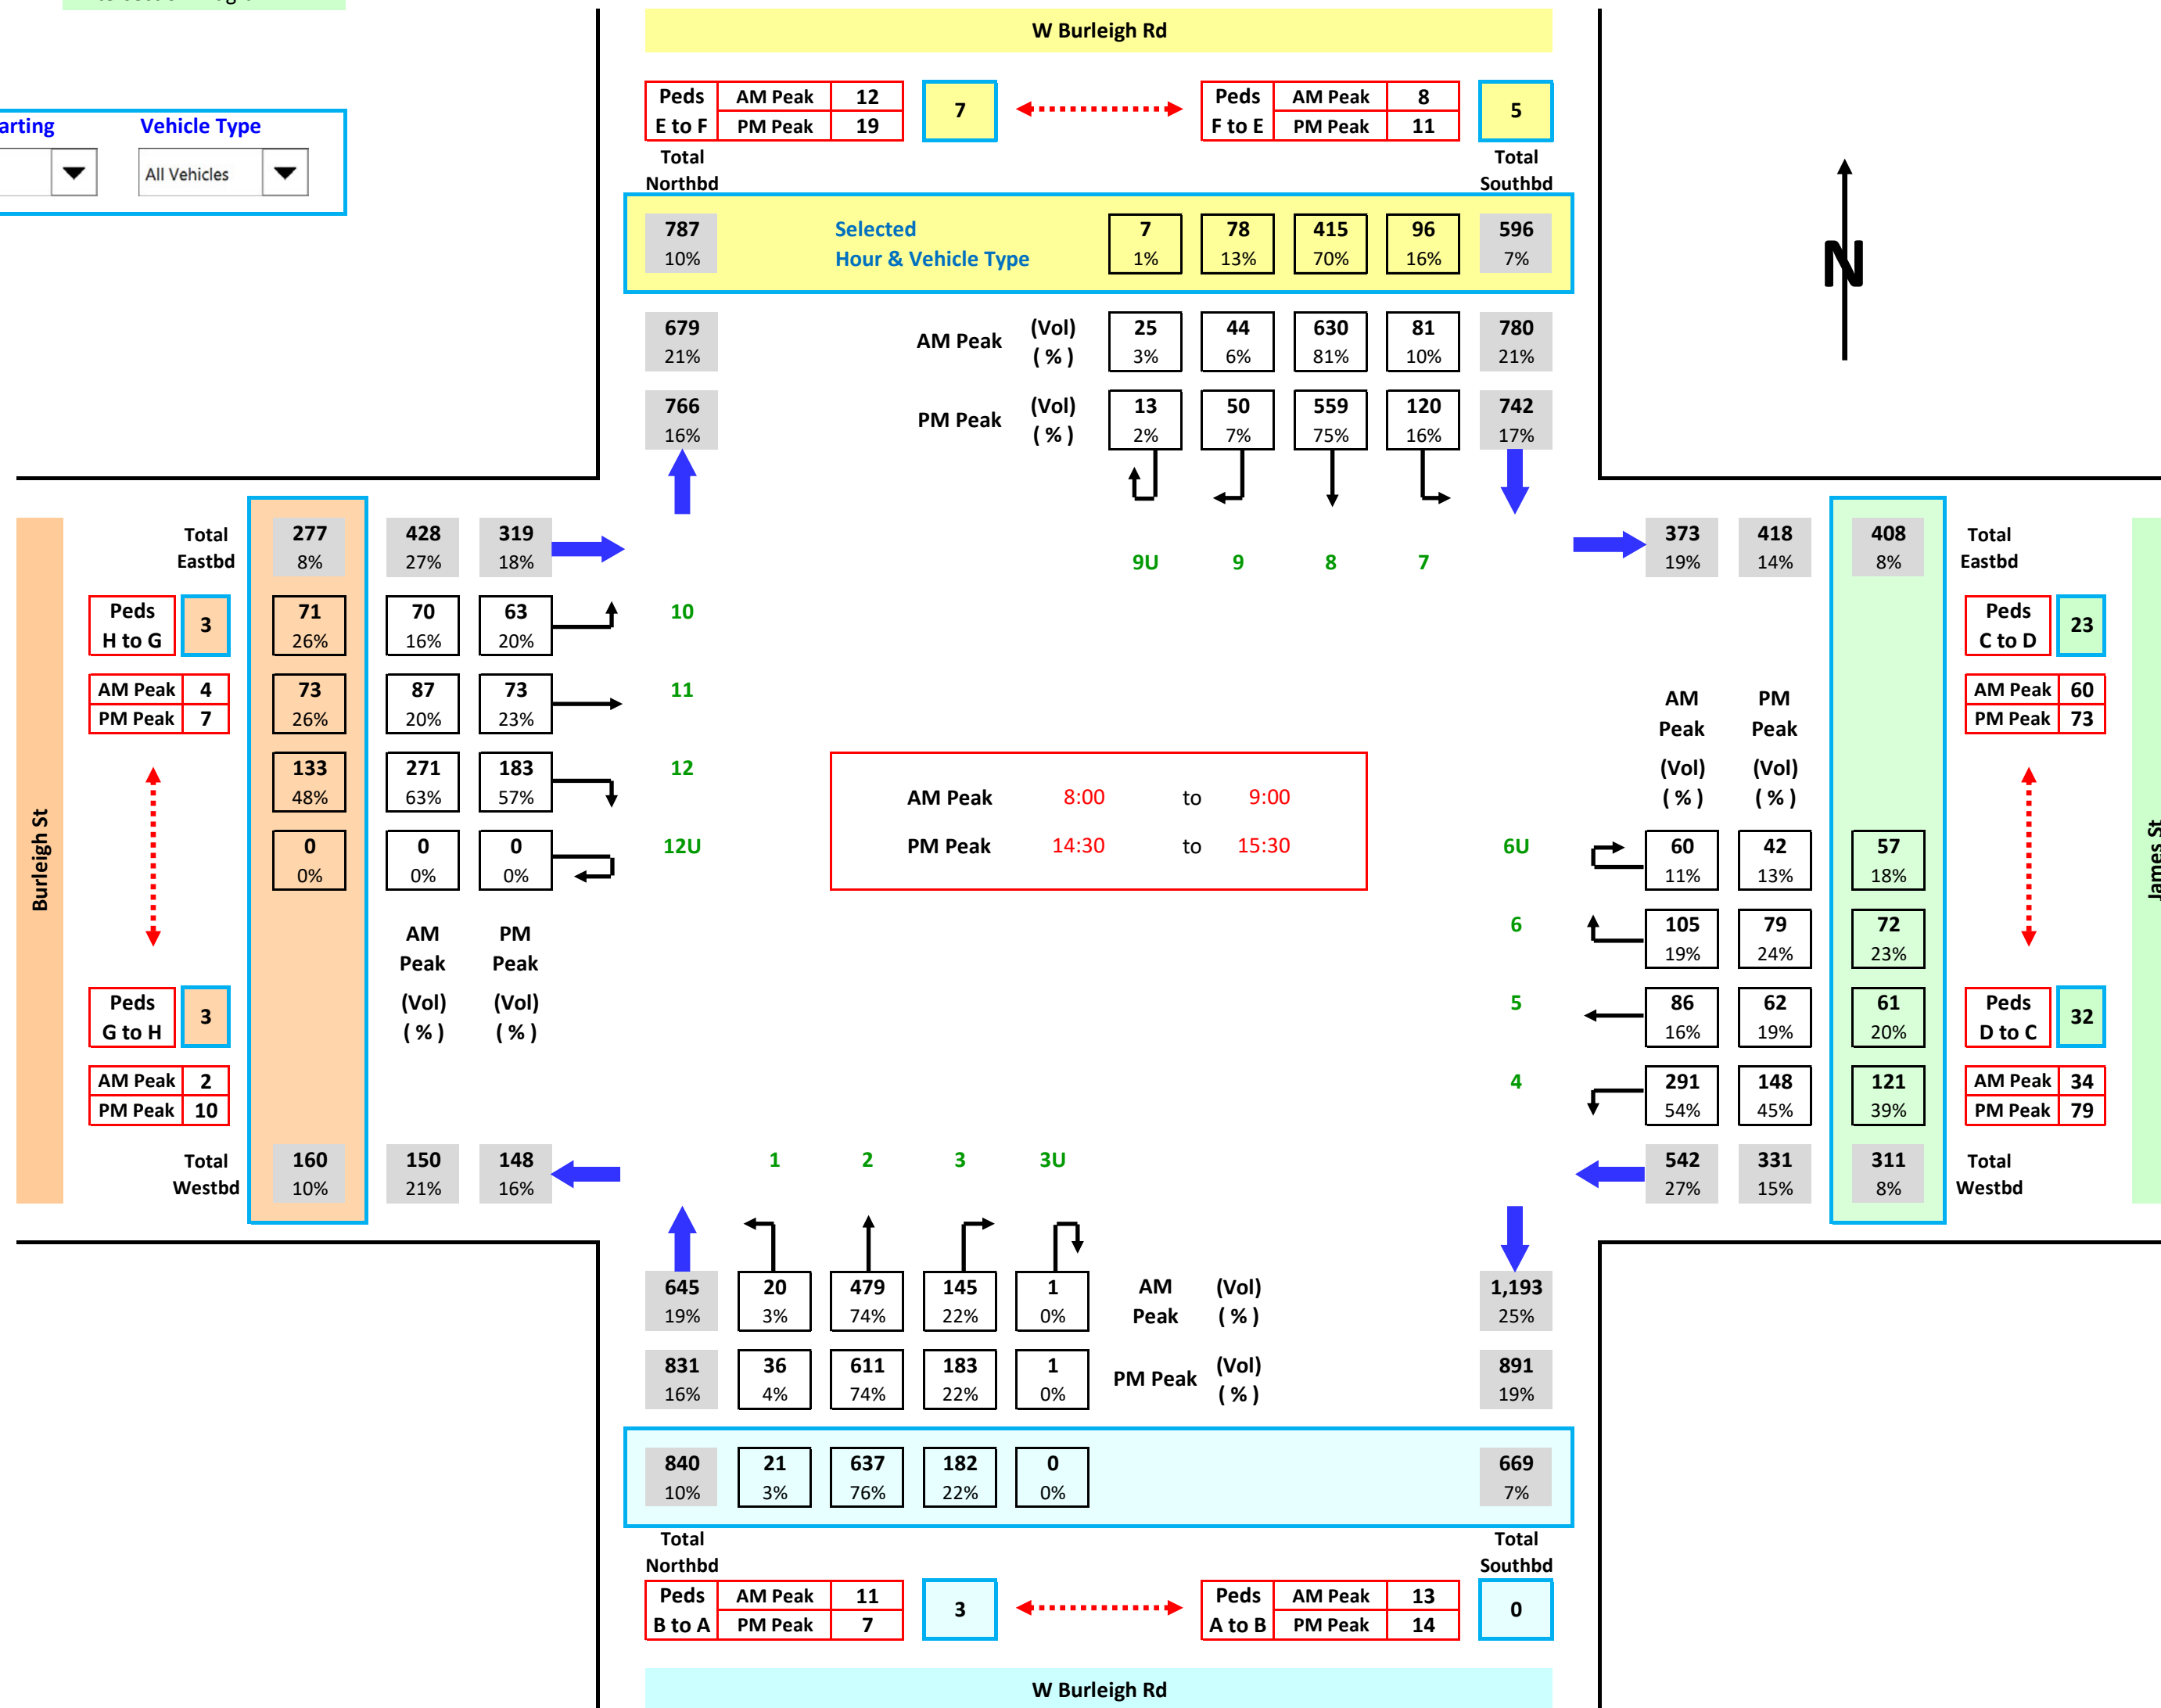 W Burleigh Rd
arting Vehicle Type
All Vehicles
Peds AM Peak 12 7 Peds AM Peak 8 5
E to F PM Peak 19 F to E PM Peak 11
Total Total
Northbd Southbd
787 Selected 7 78 415 96 596
10% Hour & Vehicle Type 1% 13% 70% 16% 7%
679 AM Peak (Vol) 25 44 630 81 780
21% ( % ) 3% 6% 81% 10% 21%
766 PM Peak (Vol) 13 50 559 120 742
16% ( % ) 2% 7% 75% 16% 17%
Total 277 428 319 373 418 408 Total
Eastbd 8% 27% 18% 9U 9 8 7 19% 14% 8% Eastbd
Peds 3 71 70 63 10 Peds 23
H to G 26% 16% 20% C to D
AM Peak 4 73 87 73 11 AM PM AM Peak 60
PM Peak 7 26% 20% 23% Peak Peak PM Peak 73
133 271 183 12 (Vol) (Vol)
48% 63% 57% ( % ) ( % )
AM Peak 8:00 to 9:00
PM Peak 14:30 to 15:30
Burleigh St
James St
0 0 0 12U 6U 60 42 57
0% 0% 0% 11% 13% 18%
AM PM 6 105 79 72
Peak Peak 19% 24% 23%
Peds 3 (Vol) (Vol) 5 86 62 61 Peds 32
G to H ( % ) ( % ) 16% 19% 20% D to C
AM Peak 2 4 291 148 121 AM Peak 34
PM Peak 10 54% 45% 39% PM Peak 79
Total 160 150 148 1 2 3 3U 542 331 311 Total
Westbd 10% 21% 16% 27% 15% 8% Westbd
645 20 479 145 1 AM (Vol) 1,193
19% 3% 74% 22% 0% Peak ( % ) 25%
831 36 611 183 1 PM Peak (Vol) 891
16% 4% 74% 22% 0% ( % ) 19%
840 21 637 182 0 669
10% 3% 76% 22% 0% 7%
Total Total
Northbd Southbd
Peds AM Peak 11 3 Peds AM Peak 13 0
B to A PM Peak 7 A to B PM Peak 14
W Burleigh Rd
N